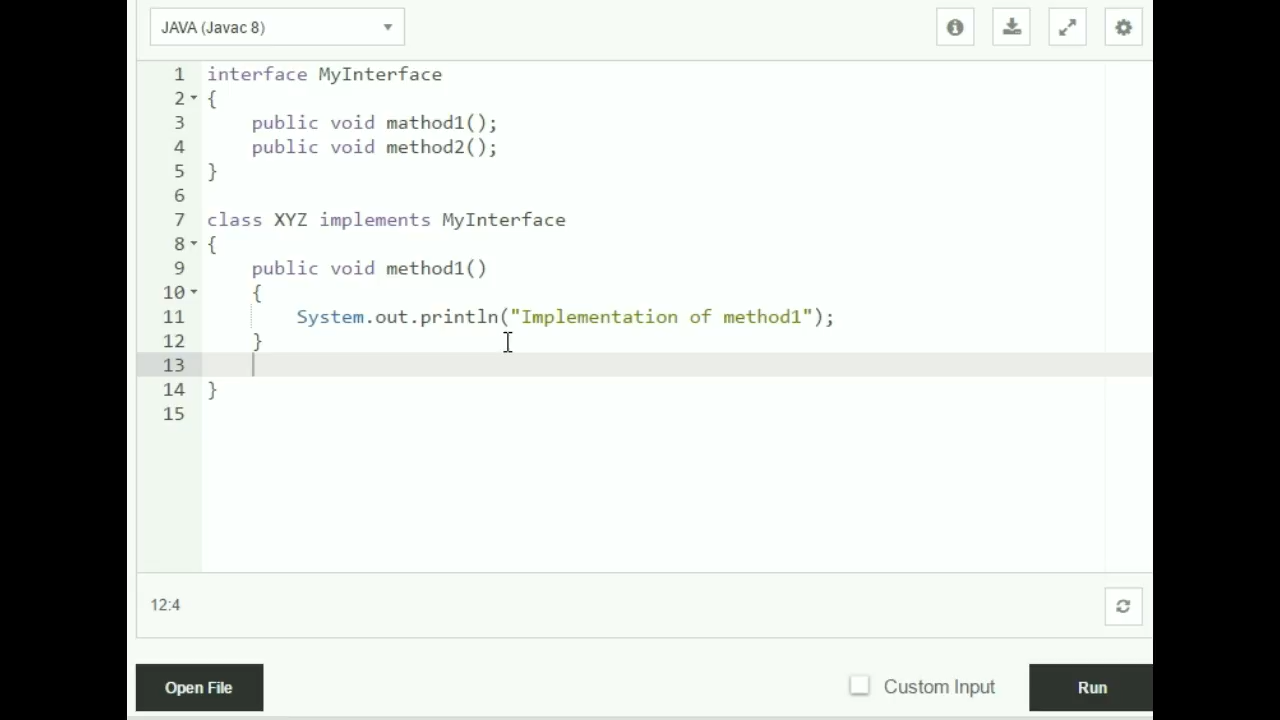 JAVA (Javac 8)
1 interface MyInterface
2 {
3 public void mathod1();
4 public void method2();
5 }
6
7 class XYZ implements MyInterface
8 {
9 public void method1()
10 {
11 System.out.println("Implementation of method1");
12 }
13
14 }
15
12:4
Open File
Custom Input
Run